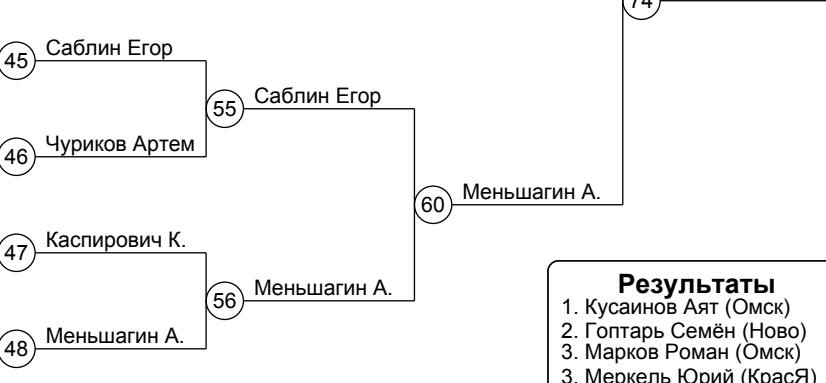 74
45 Саблин Егор
55 Саблин Егор
46 Чуриков Артем
60 Меньшагин А.
47 Каспирович К.
56 Меньшагин А.
48 Меньшагин А.
Результаты
1. Кусаинов Аят (Омск)
2. Гоптарь Семён (Ново)
3. Марков Роман (Омск)
3. Меркель Юрий (КрасЯ)